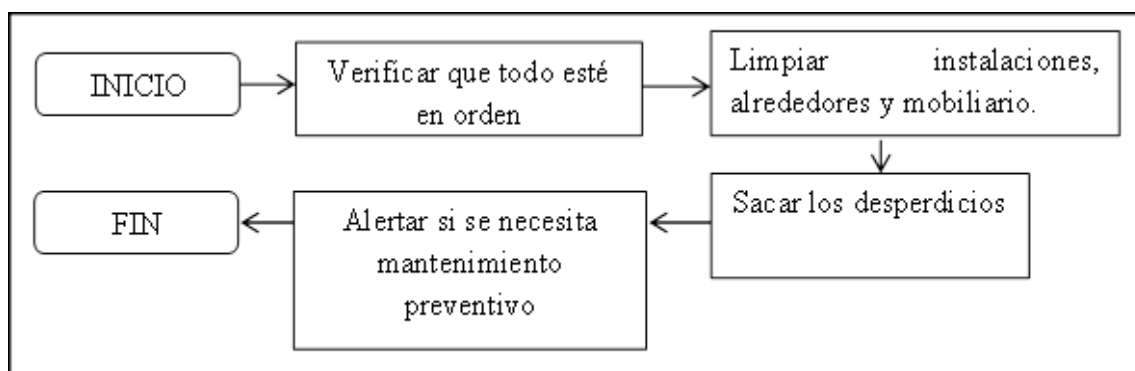 INICIO
Verificar que todo esté
en orden
Limpiar instalaciones,
alrededores y mobiliario.
Sacar los desperdicios
Alertar si se necesita
mantenimiento
preventivo
FIN